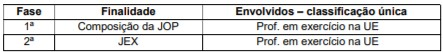 Fase Finalidade Envolvidos – classificação única
1ª Composição da JOP Prof. em exercício na UE
2ª JEX Prof. em exercício na UE